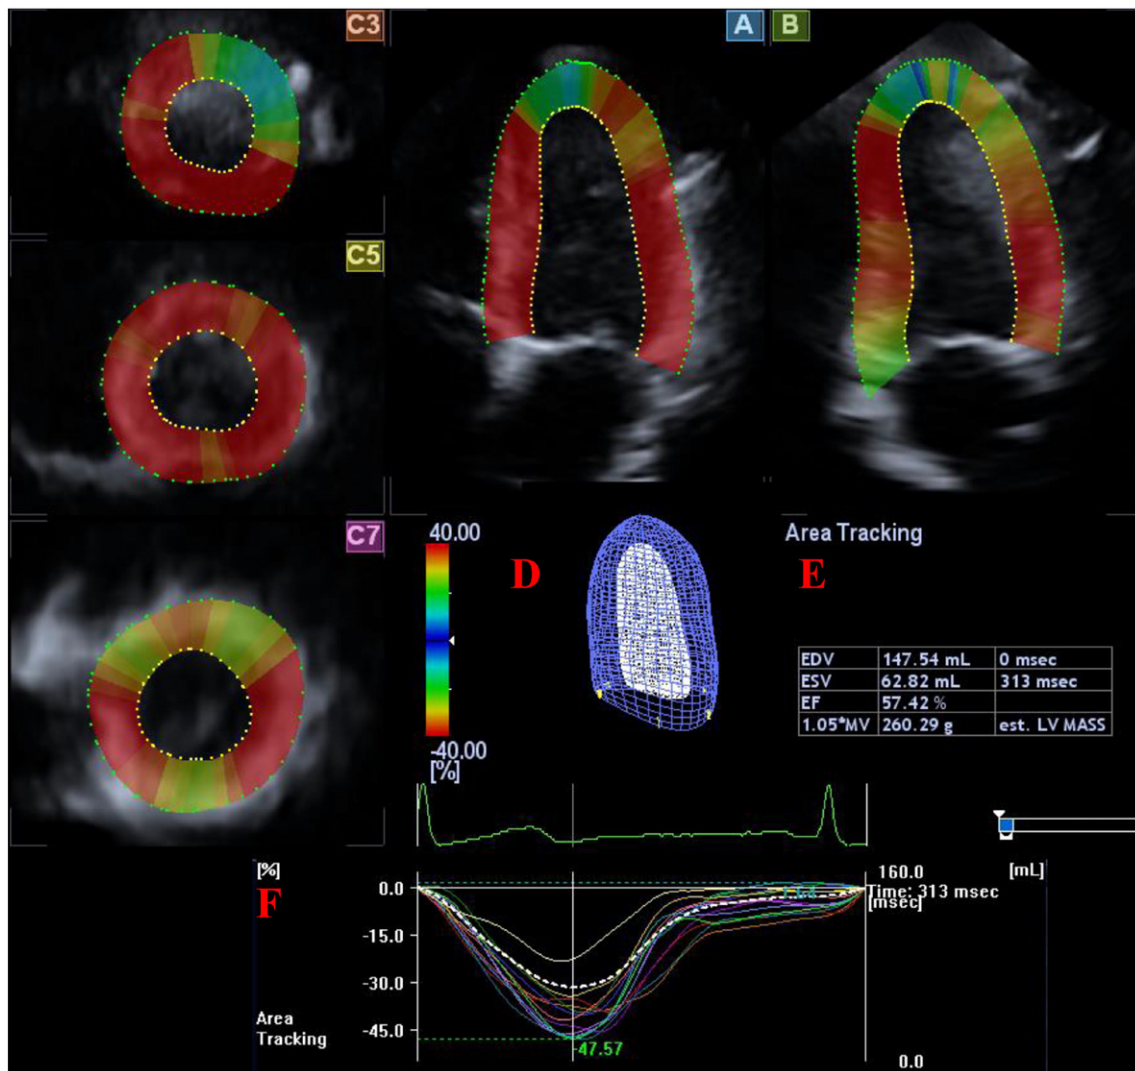 C3
A
B
C5
C7
40.00
-40.00
[%]
D
Area Tracking
E
EDV 147.54 mL 0 msec
ESV 62.82 mL 313 msec
EF 57.42 %
1.05*MV 260.29 g est. LV MASS
[%]
F
0.0
-15.0
-30.0
-45.0
Area
Tracking
-47.57
160.0 [mL]
Time: 313 msec
[msec]
0.0